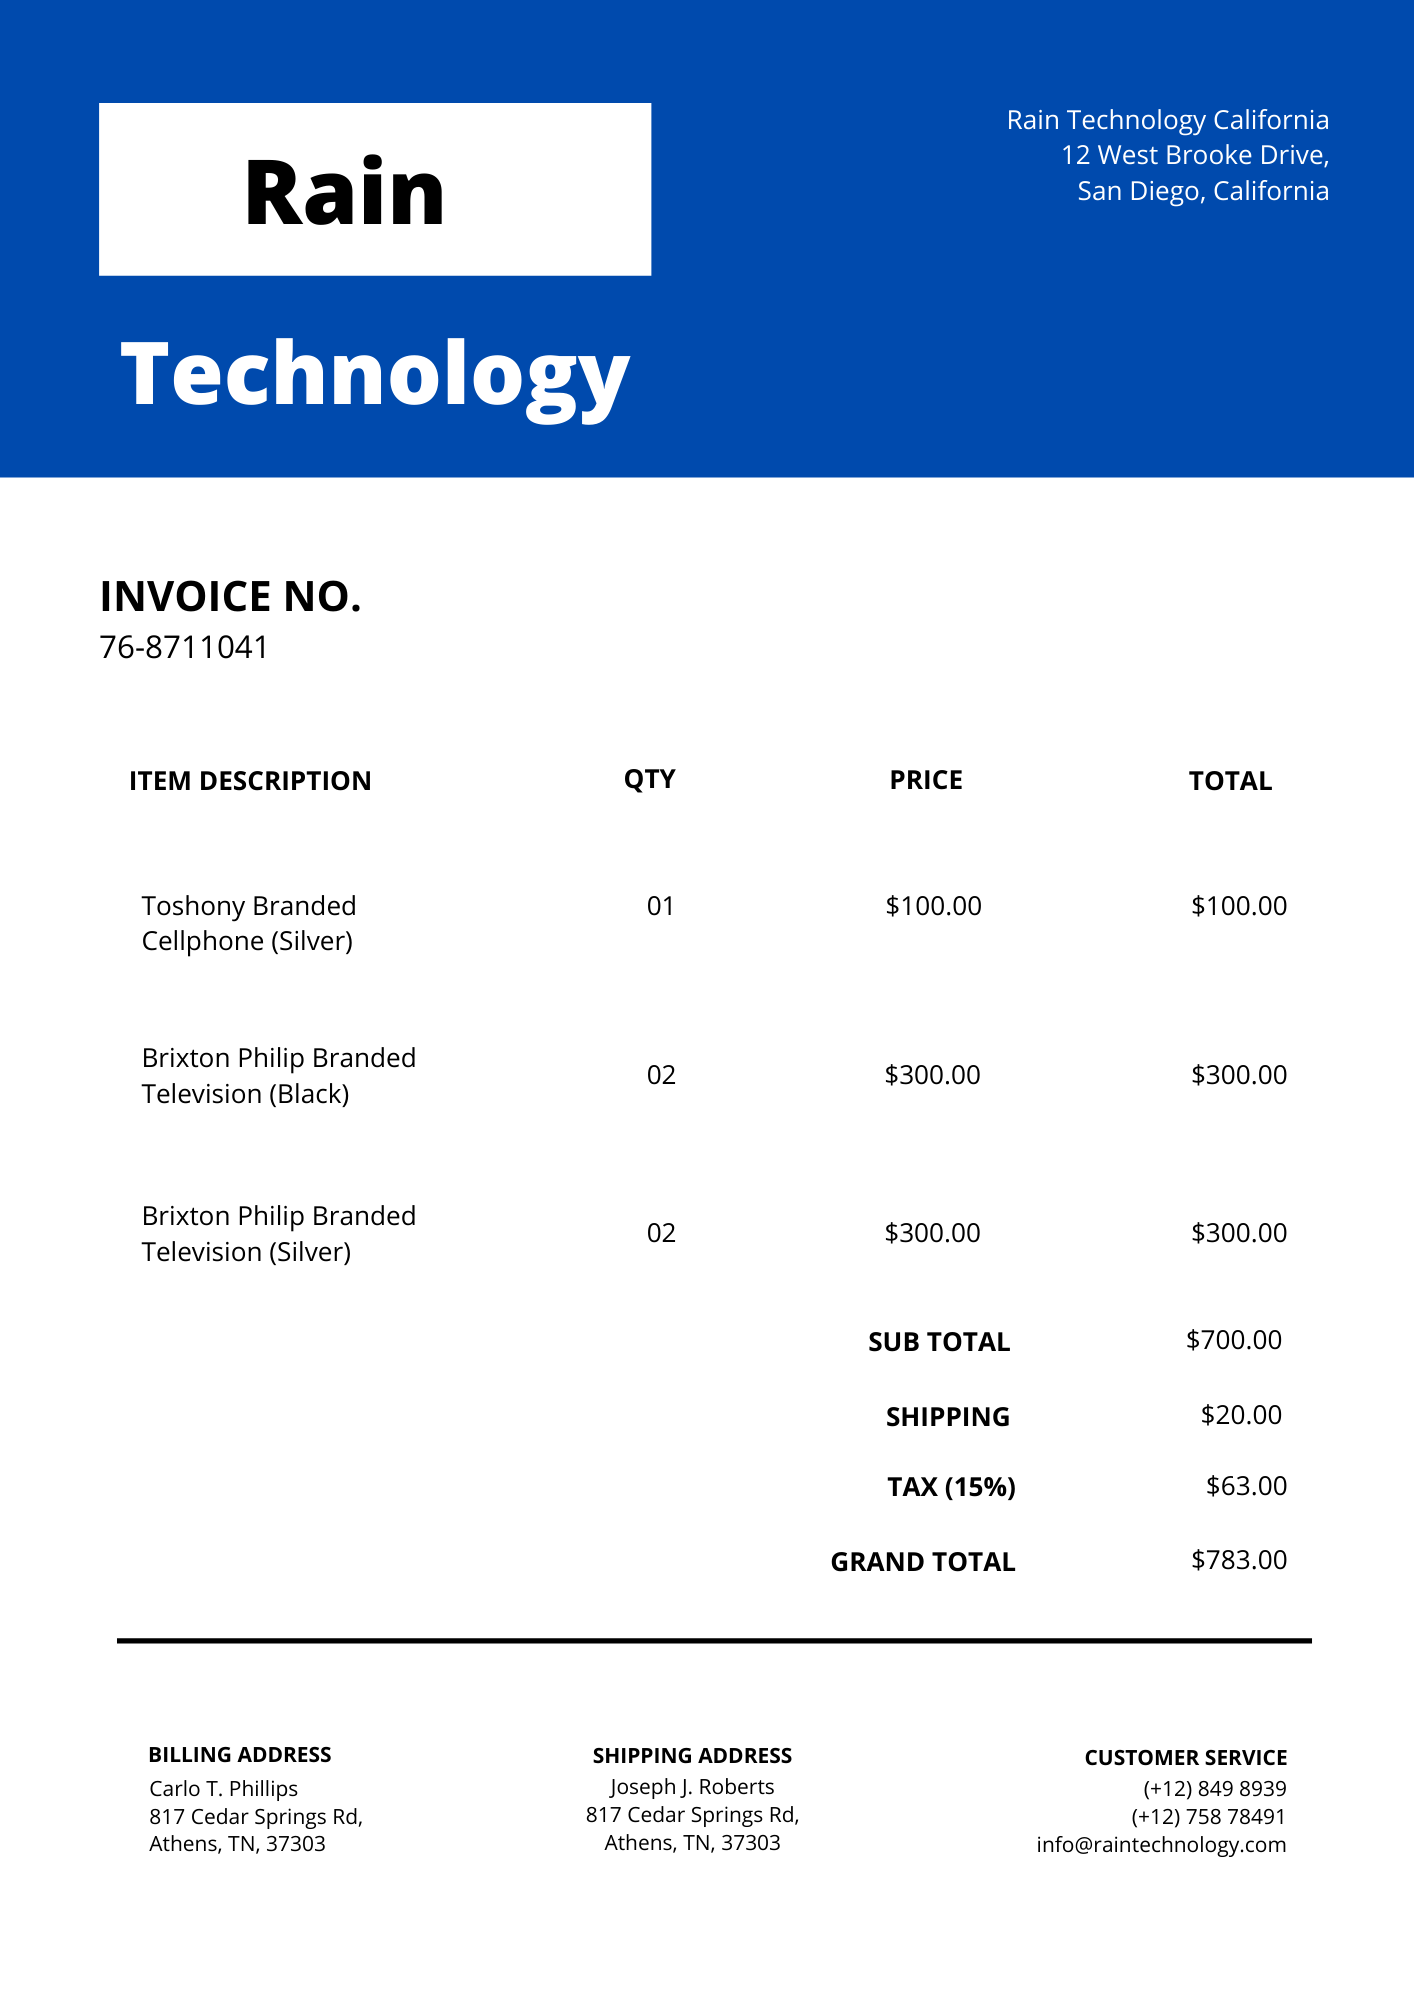 Rain
Technology
Rain Technology California
12 West Brooke Drive,
San Diego, California
INVOICE NO.
76-8711041
ITEM DESCRIPTION QTY PRICE TOTAL
Toshony Branded
Cellphone (Silver)
01 $100.00 $100.00
Brixton Philip Branded
Television (Black)
02 $300.00 $300.00
Brixton Philip Branded
Television (Silver)
02 $300.00 $300.00
SUB TOTAL $700.00
SHIPPING $20.00
TAX (15%) $63.00
GRAND TOTAL $783.00
BILLING ADDRESS
Carlo T. Phillips
817 Cedar Springs Rd,
Athens, TN, 37303
SHIPPING ADDRESS
Joseph J. Roberts
817 Cedar Springs Rd,
Athens, TN, 37303
CUSTOMER SERVICE
(+12) 849 8939
(+12) 758 78491
info@raintechnology.com